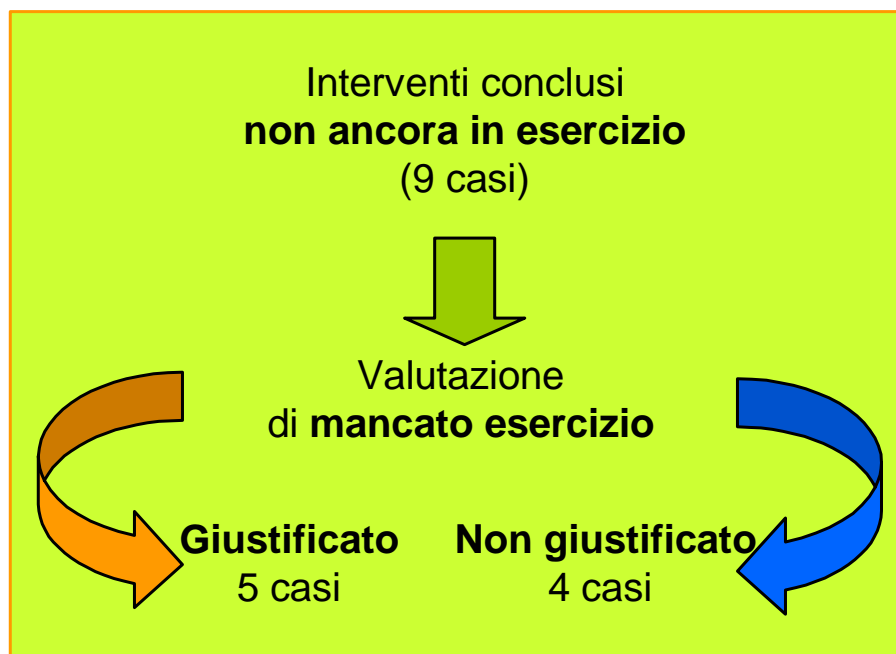 Interventi conclusi
non ancora in esercizio
(9 casi)
Valutazione
di mancato esercizio
Giustificato
5 casi
Non giustificato
4 casi